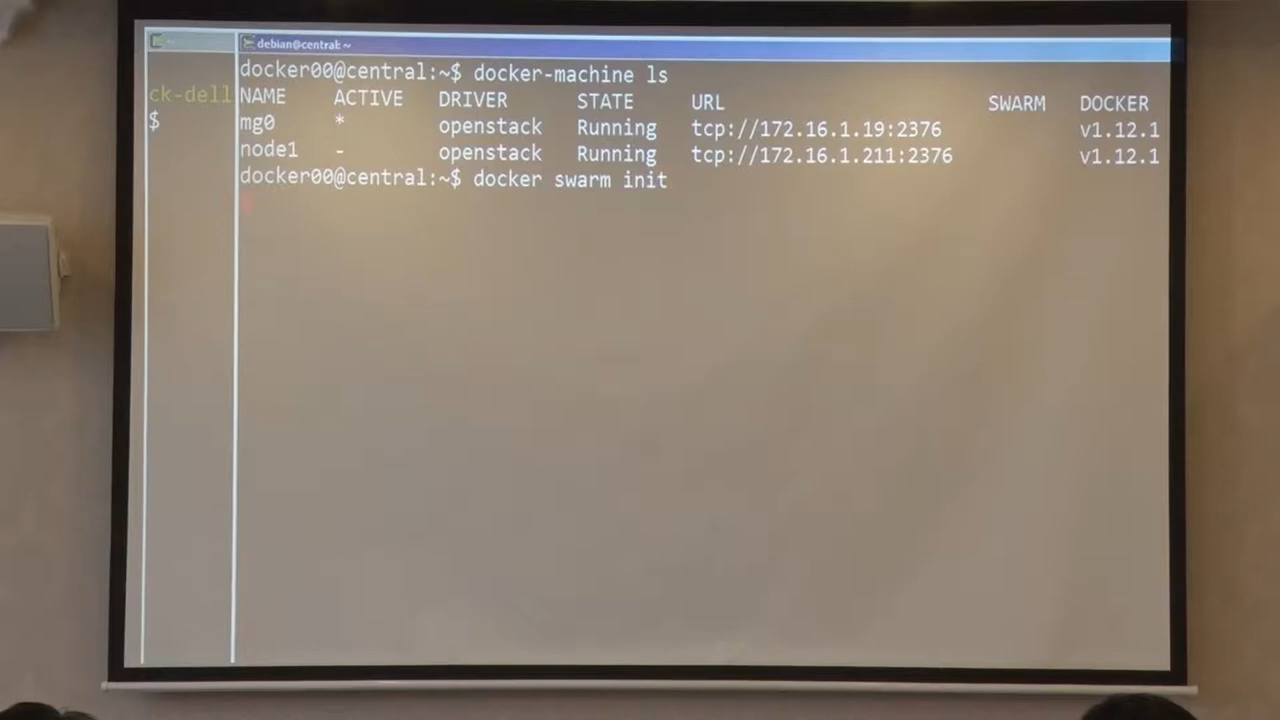 debian@central: ~
docker00@central:~$ docker-machine ls
NAME ACTIVE DRIVER STATE URL SWARM DOCKER
mg0 * openstack Running tcp://172.16.1.19:2376 v1.12.1
node1 - openstack Running tcp://172.16.1.211:2376 v1.12.1
docker00@central:~$ docker swarm init
ck-dell
$